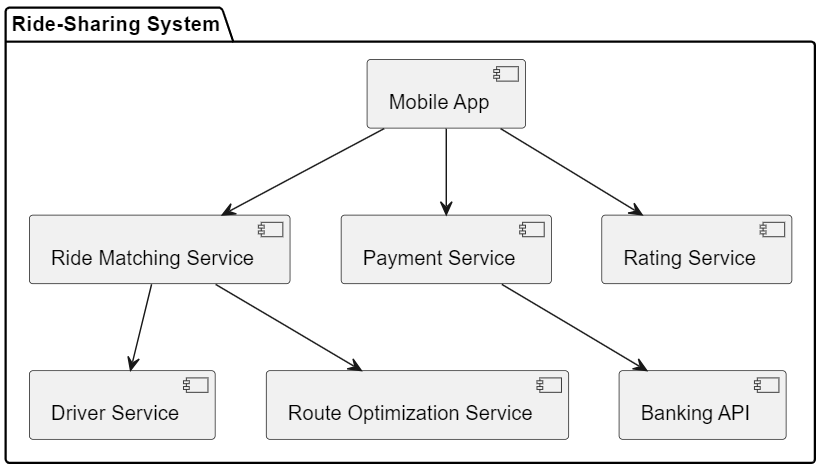 Ride-Sharing System
Mobile App
Ride Matching Service
Payment Service
Rating Service
Driver Service
Route Optimization Service
Banking API